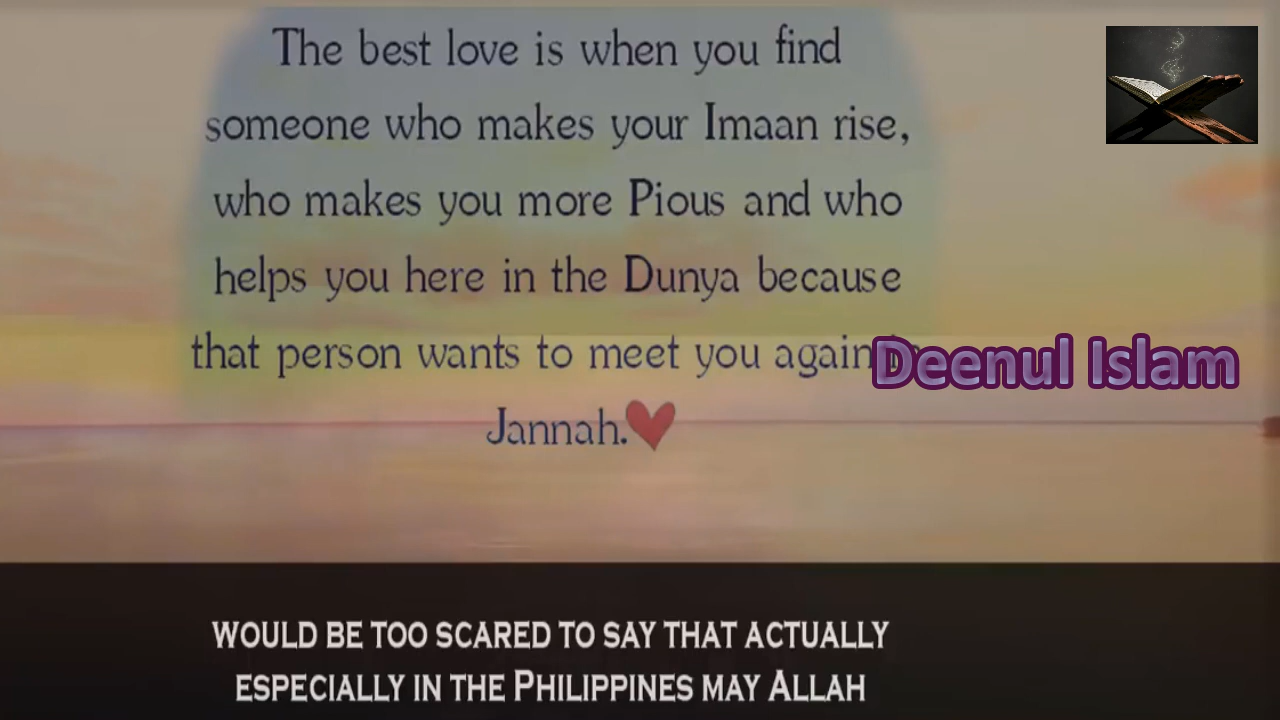 The best love is when you find
someone who makes your Imaan rise,
who makes you more Pious and who
helps you here in the Dunya because
that person wants to meet you again
Deenul Islam
Jannah.
WOULD BE TOO SCARED TO SAY THAT ACTUALLY
ESPECIALLY IN THE PHILIPPINES MAY ALLAH